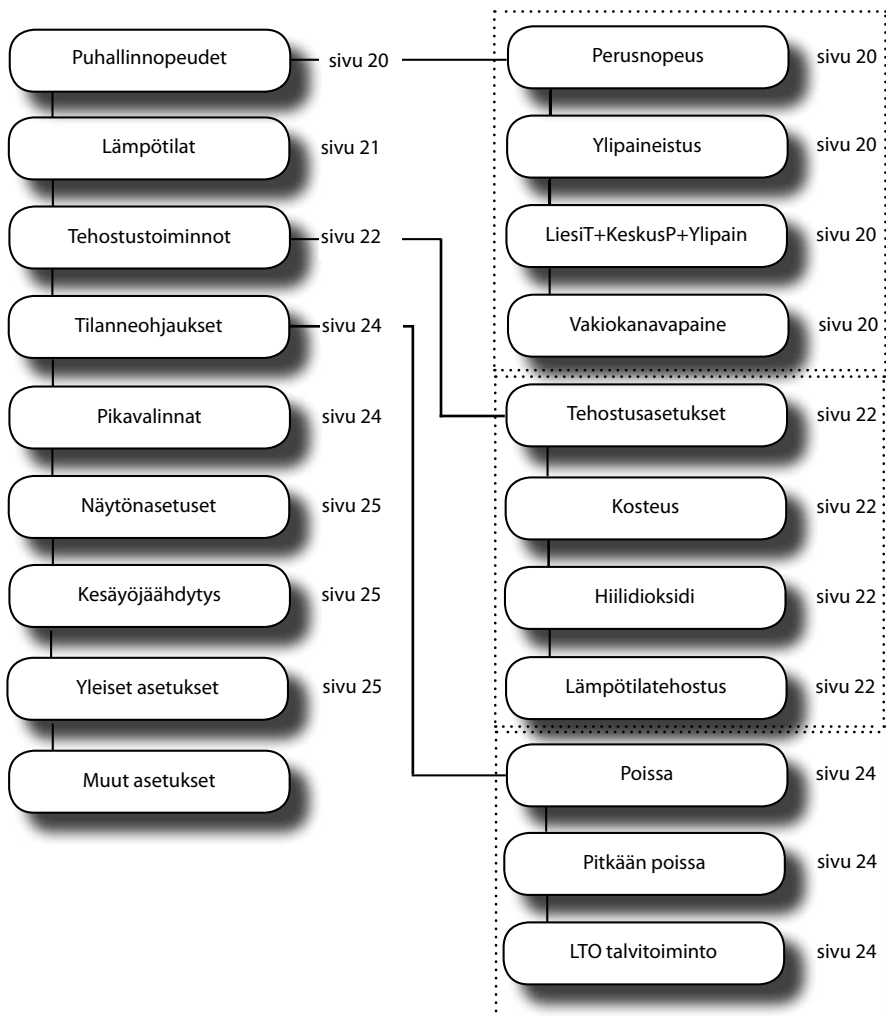 Puhallinnopeudet
sivu 20
Lämpötilat
sivu 21
Tehostustoiminnot
sivu 22
Tilanneohjaukset
sivu 24
Pikavalinnat
sivu 24
Näytönasetuset
sivu 25
Kesäyöjäähdytys
sivu 25
Yleiset asetukset
sivu 25
Muut asetukset
Perusnopeus
sivu 20
Ylipaineistus
sivu 20
LiesiT+KeskusP+Ylipain
sivu 20
Vakiokanavapaine
sivu 20
Tehostusasetukset
sivu 22
Kosteus
sivu 22
Hiilidioksidi
sivu 22
Lämpötilatehostus
sivu 22
Poissa
sivu 24
Pitkään poissa
sivu 24
LTO talvitoiminto
sivu 24